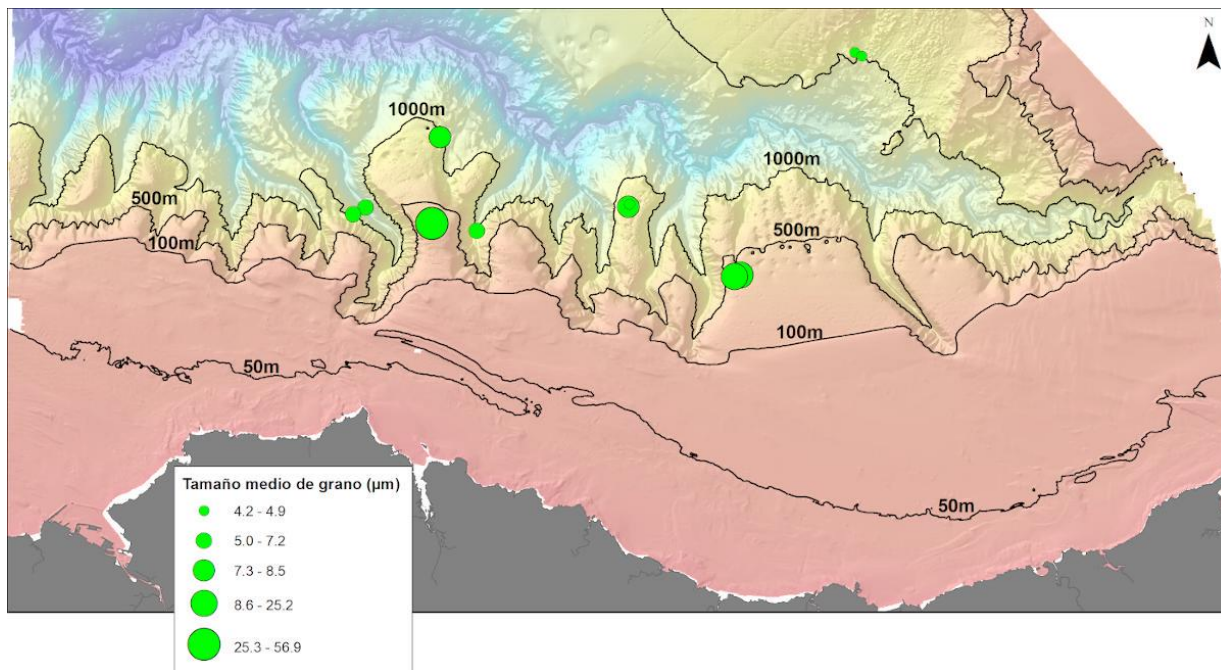 N
1000m
1000m
500m
500m
100m
100m
50m
50m
Tamaño medio de grano (µm)
4.2 - 4.9
5.0 - 7.2
7.3 - 8.5
8.6 - 25.2
25.3 - 56.9